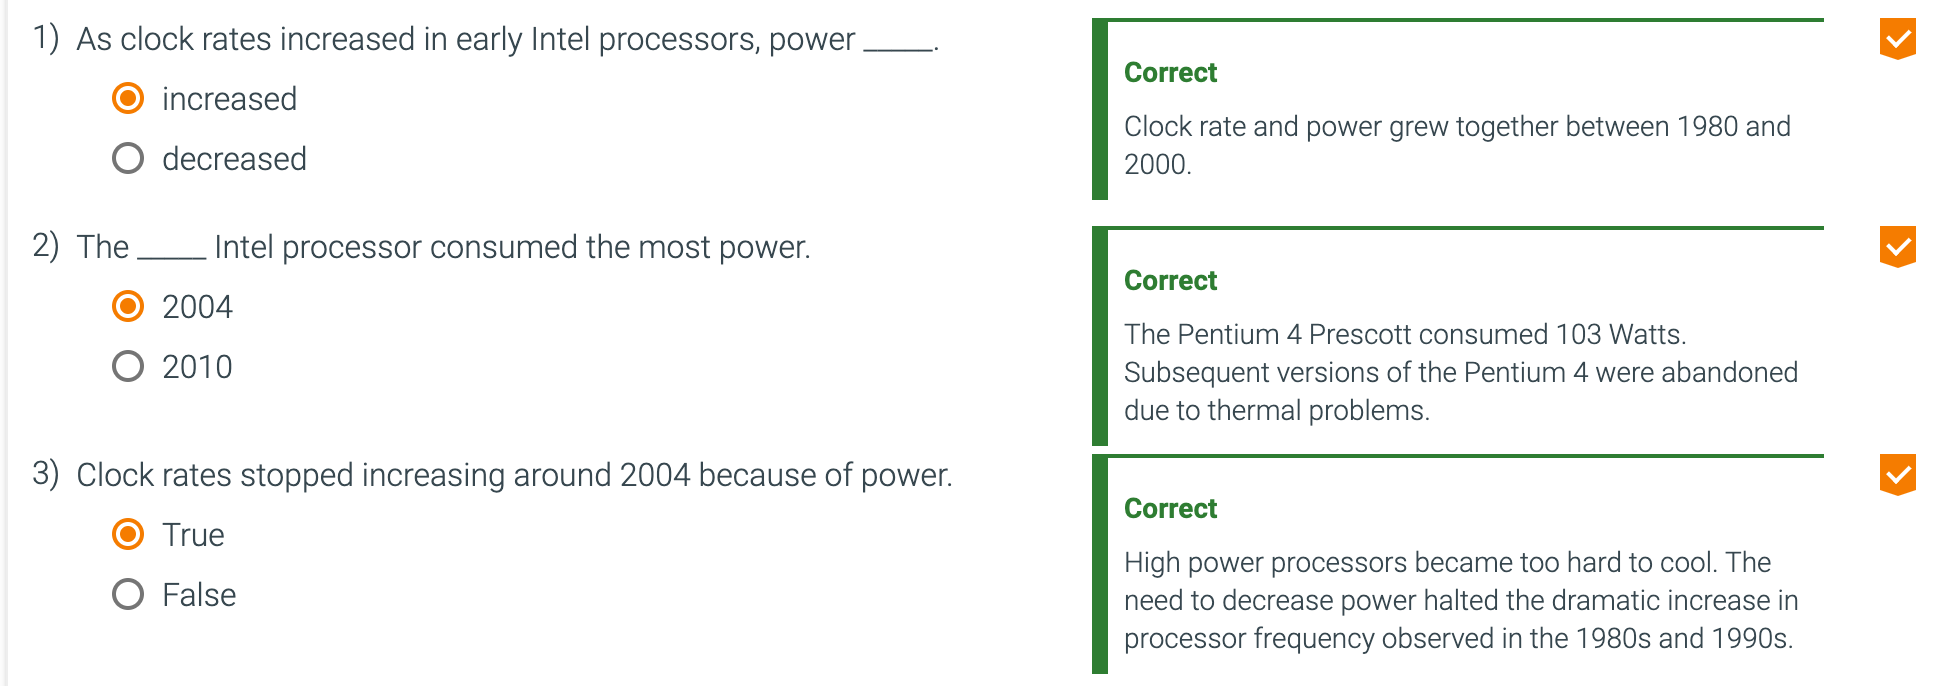 1) As clock rates increased in early Intel processors, power _____.
increased
decreased
Correct
Clock rate and power grew together between 1980 and
2000.
2) The _____ Intel processor consumed the most power.
2004
2010
Correct
The Pentium 4 Prescott consumed 103 Watts.
Subsequent versions of the Pentium 4 were abandoned
due to thermal problems.
3) Clock rates stopped increasing around 2004 because of power.
True
False
Correct
High power processors became too hard to cool. The
need to decrease power halted the dramatic increase in
processor frequency observed in the 1980s and 1990s.